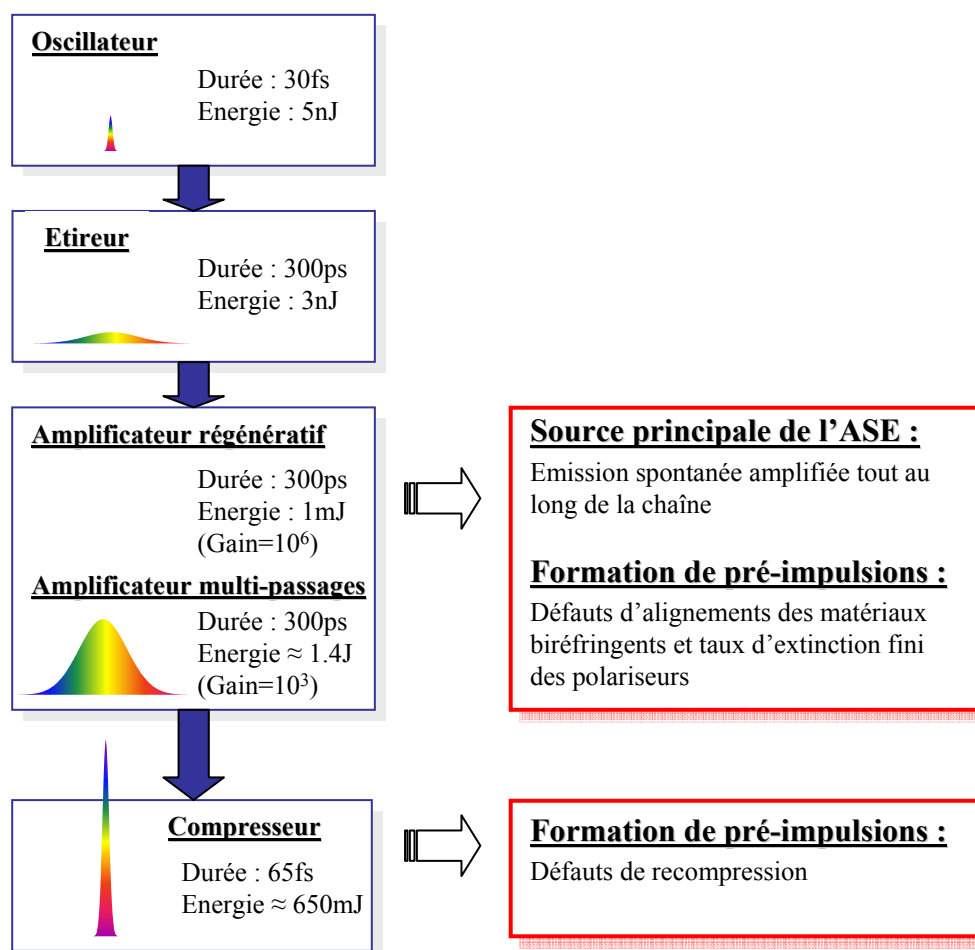 Oscillateur
Durée : 30fs
Energie : 5nJ
Etireur
Durée : 300ps
Energie : 3nJ
Amplificateur régénératif
Durée : 300ps
Energie : 1mJ
(Gain=10⁶)
Amplificateur multi-passages
Durée : 300ps
Energie ≈ 1.4J
(Gain=10³)
Source principale de l’ASE :
Emission spontanée amplifiée tout au
long de la chaîne
Formation de pré-impulsions :
Défauts d’alignements des matériaux
biréfringents et taux d’extinction fini
des polariseurs
Compresseur
Durée : 65fs
Energie ≈ 650mJ
Formation de pré-impulsions :
Défauts de recompression